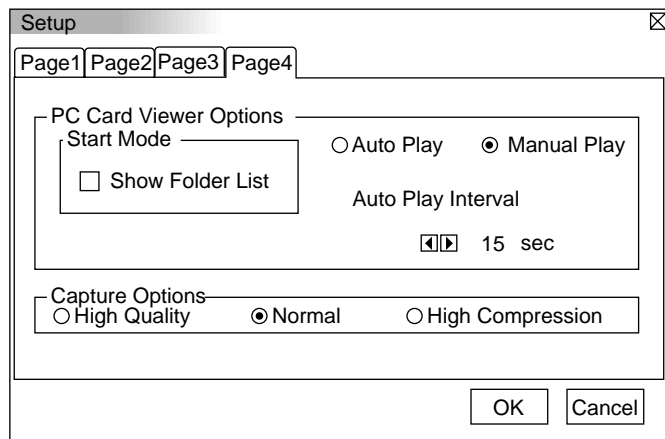 Setup
Page1 Page2 Page3 Page4
PC Card Viewer Options
Start Mode
Show Folder List
Auto Play Manual Play
Auto Play Interval
15 sec
Capture Options
High Quality Normal High Compression
OK Cancel